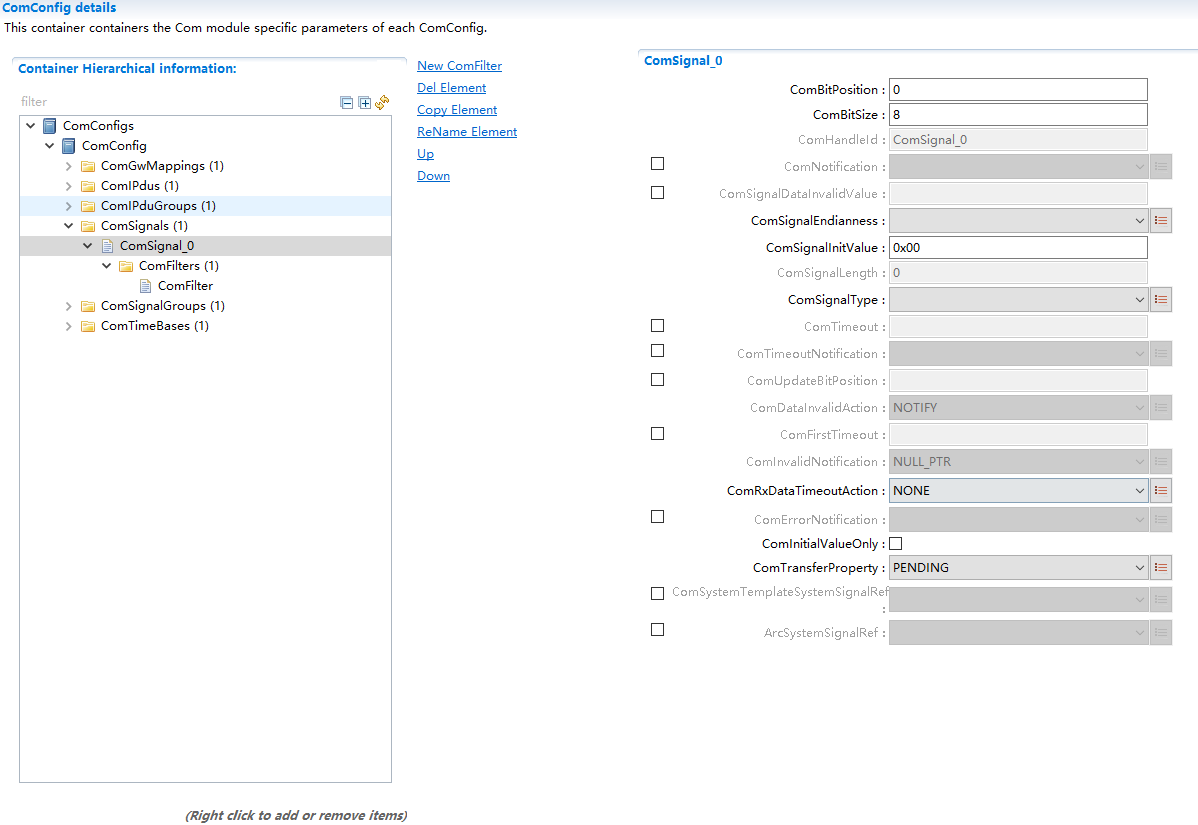 ComConfig details
This container containers the Com module specific parameters of each ComConfig.
Container Hierarchical information:
filter
ComConfigs
ComConfig
ComGwMappings (1)
ComIPdus (1)
ComIPduGroups (1)
ComSignals (1)
ComSignal_0
ComFilters (1)
ComFilter
ComSignalGroups (1)
ComTimeBases (1)
(Right click to add or remove items)
New ComFilter
Del Element
Copy Element
ReName Element
Up
Down
ComSignal_0
ComBitPosition : 0
ComBitSize : 8
ComHandleId : ComSignal_0
ComNotification :
ComSignalDataInvalidValue :
ComSignalEndianness :
ComSignalInitValue : 0x00
ComSignalLength : 0
ComSignalType :
ComTimeout :
ComTimeoutNotification :
ComUpdateBitPosition :
ComDataInvalidAction : NOTIFY
ComFirstTimeout :
ComInvalidNotification : NULL_PTR
ComRxDataTimeoutAction : NONE
ComErrorNotification :
ComInitialValueOnly :
ComTransferProperty : PENDING
ComSystemTemplateSystemSignalRef
:
ArcSystemSignalRef :